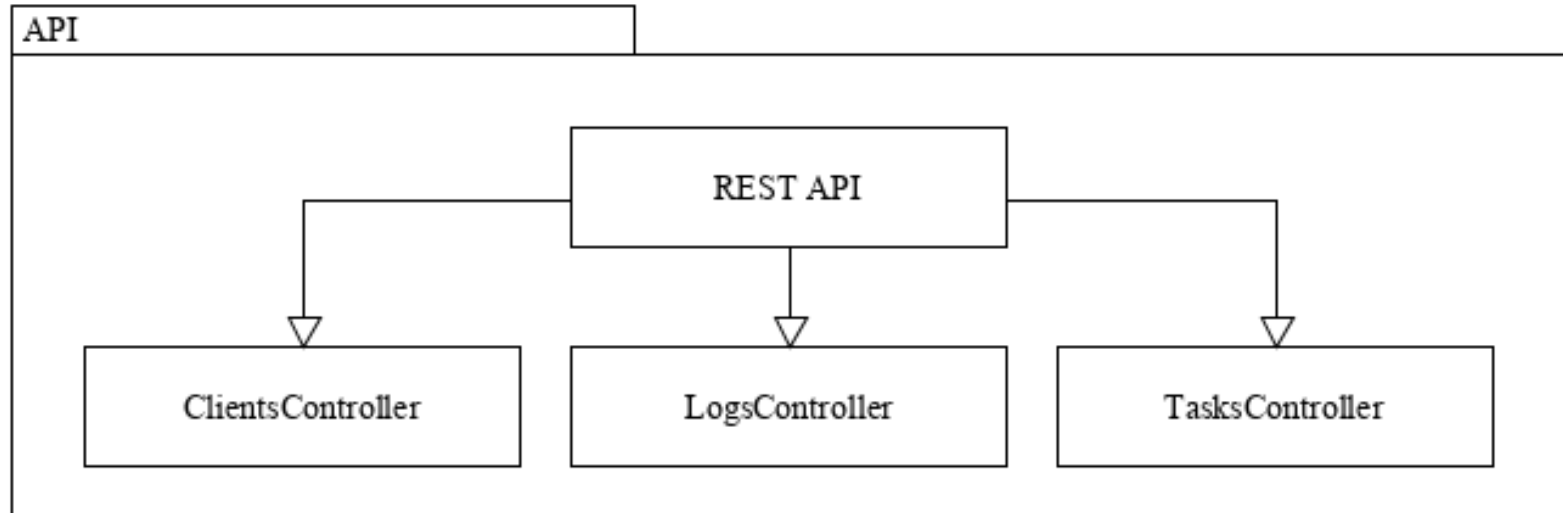 API
REST API
ClientsController
LogsController
TasksController